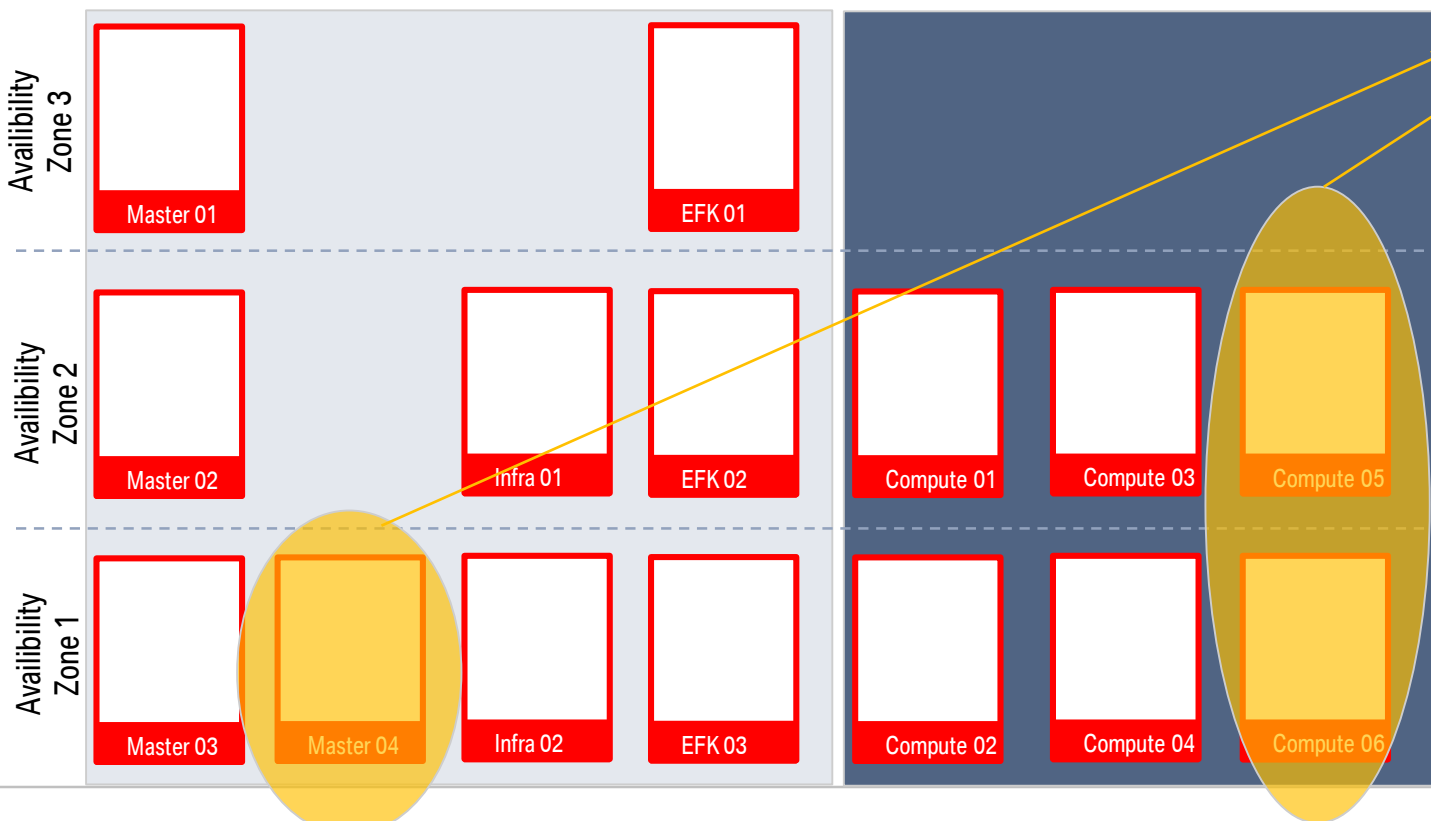 Availibility
Zone 3
Master 01
EFK 01
Availibility
Zone 2
Master 02
Infra 01
EFK 02
Compute 01
Compute 03
Compute 05
Availibility
Zone 1
Master 03
Master 04
Infra 02
EFK 03
Compute 02
Compute 04
Compute 06